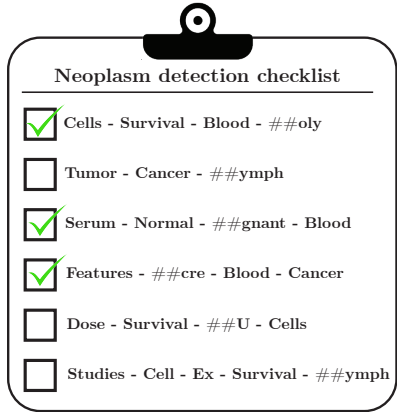 Neoplasm detection checklist
Cells - Survival - Blood - ##oly
Tumor - Cancer - ##ymph
Serum - Normal - ##gnant - Blood
Features - ##cre - Blood - Cancer
Dose - Survival - ##U - Cells
Studies - Cell - Ex - Survival - ##ymph